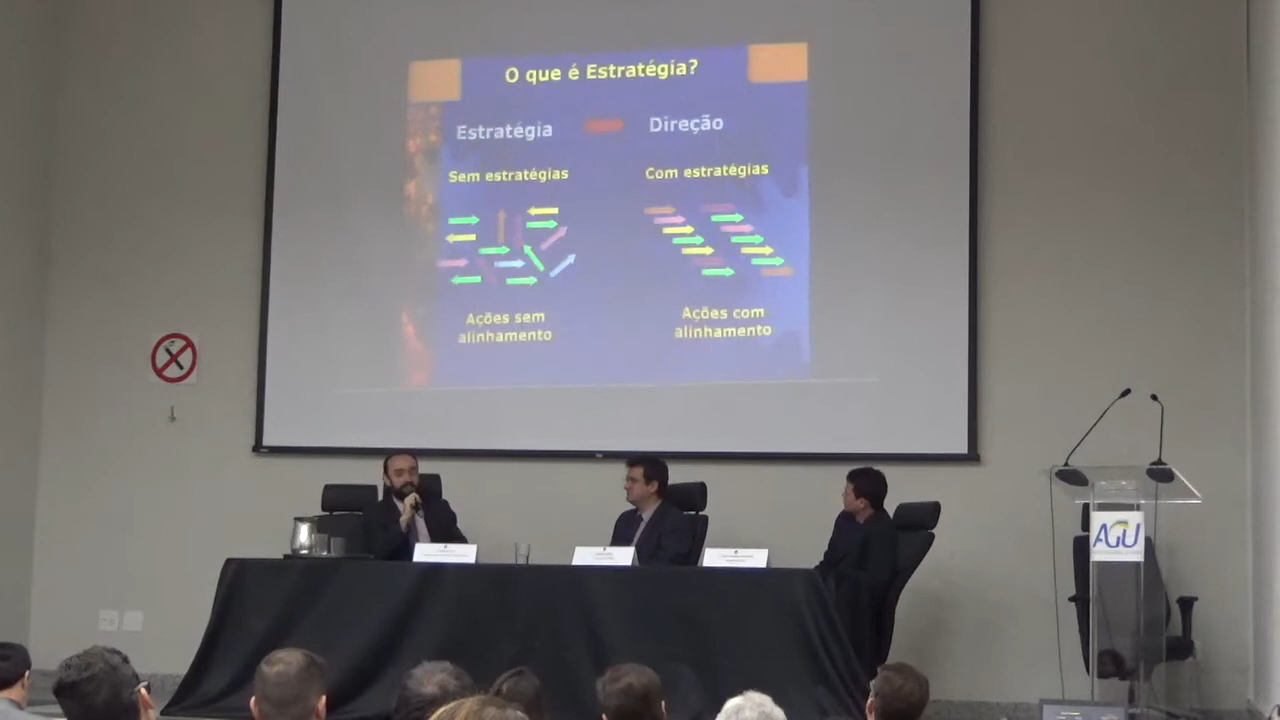 O que é Estratégia?
Estratégia Direção
Sem estratégias Com estratégias
Ações sem
alinhamento
Ações com
alinhamento
AGU